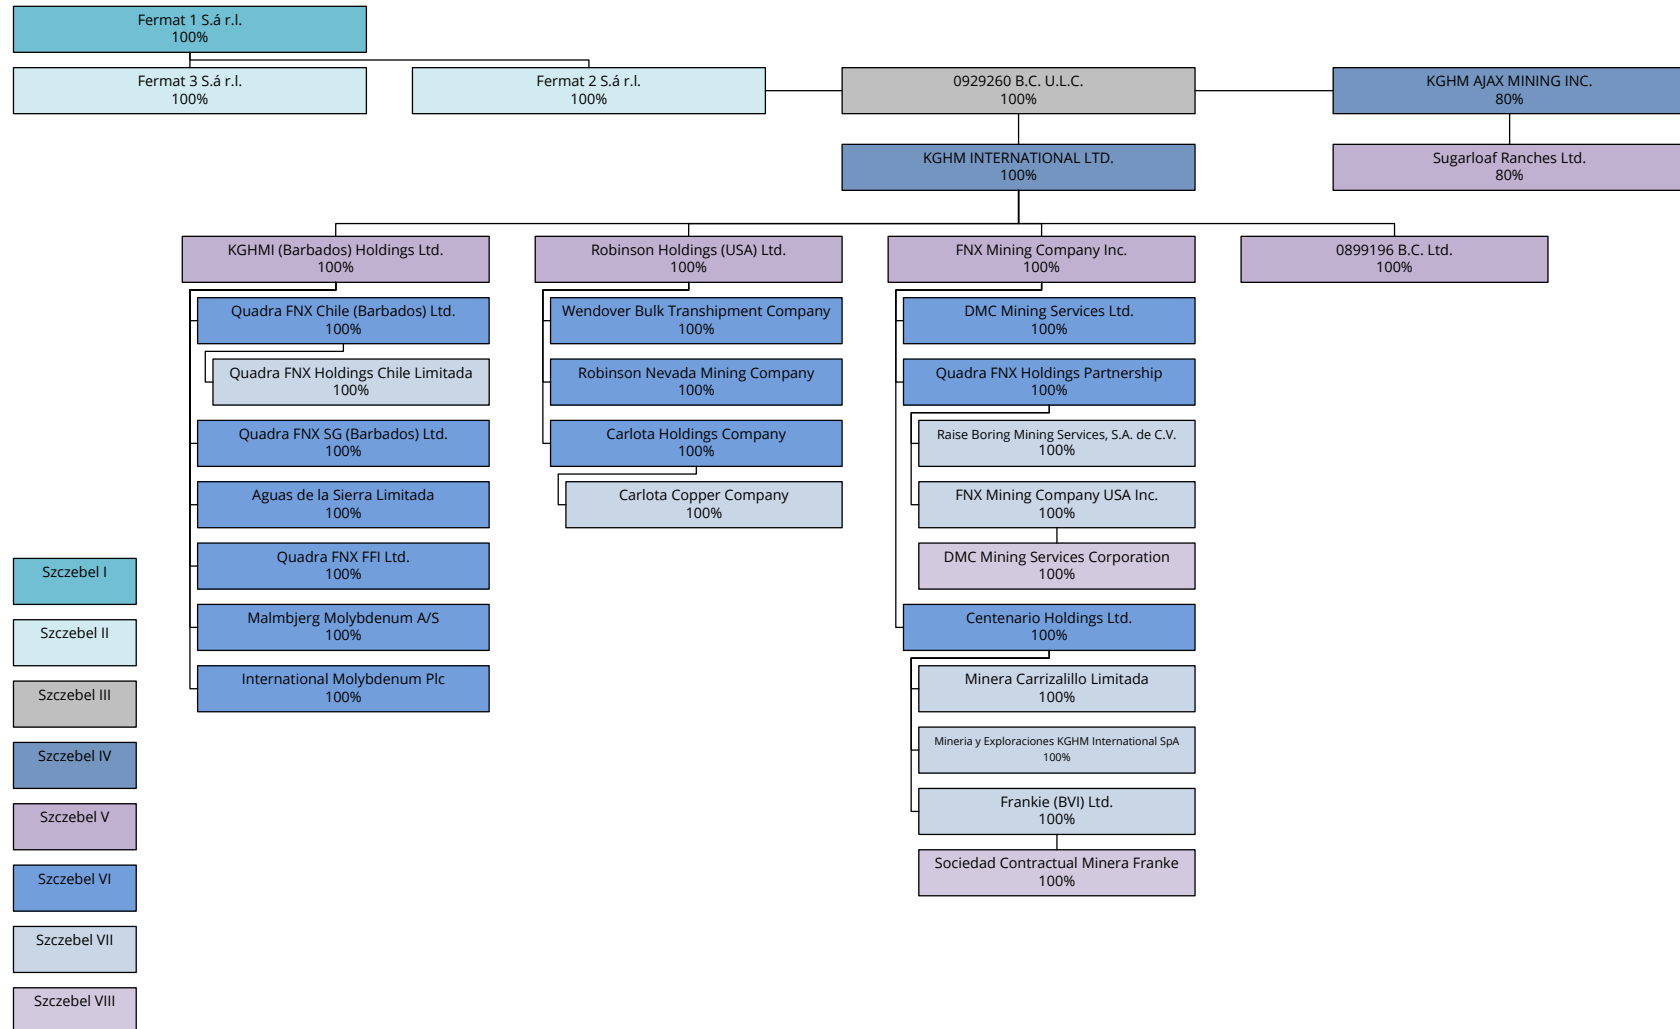 Fermat 1 S.á r.l.
100%
Fermat 3 S.á r.l.
100%
Fermat 2 S.á r.l.
100%
0929260 B.C. U.L.C.
100%
KGHM AJAX MINING INC.
80%
KGHM INTERNATIONAL LTD.
100%
Sugarloaf Ranches Ltd.
80%
KGHMI (Barbados) Holdings Ltd.
100%
Quadra FNX Chile (Barbados) Ltd.
100%
Quadra FNX Holdings Chile Limitada
100%
Quadra FNX SG (Barbados) Ltd.
100%
Aguas de la Sierra Limitada
100%
Quadra FNX FFI Ltd.
100%
Malmbjerg Molybdenum A/S
100%
International Molybdenum Plc
100%
Robinson Holdings (USA) Ltd.
100%
Wendover Bulk Transhipment Company
100%
Robinson Nevada Mining Company
100%
Carlota Holdings Company
100%
Carlota Copper Company
100%
FNX Mining Company Inc.
100%
DMC Mining Services Ltd.
100%
Quadra FNX Holdings Partnership
100%
Raise Boring Mining Services, S.A. de C.V.
100%
FNX Mining Company USA Inc.
100%
DMC Mining Services Corporation
100%
Centenario Holdings Ltd.
100%
Minera Carrizalillo Limitada
100%
Mineria y Exploraciones KGHM International SpA
100%
Frankie (BVI) Ltd.
100%
Sociedad Contractual Minera Franke
100%
0899196 B.C. Ltd.
100%
Szczebel I
Szczebel II
Szczebel III
Szczebel IV
Szczebel V
Szczebel VI
Szczebel VII
Szczebel VIII